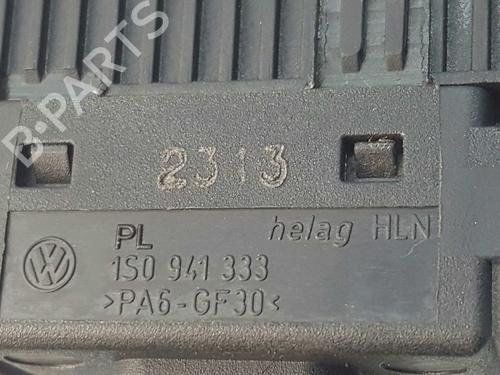 B-PARTS
2313
PL helag HLN
1S0 941 333
>PA6-GF30<